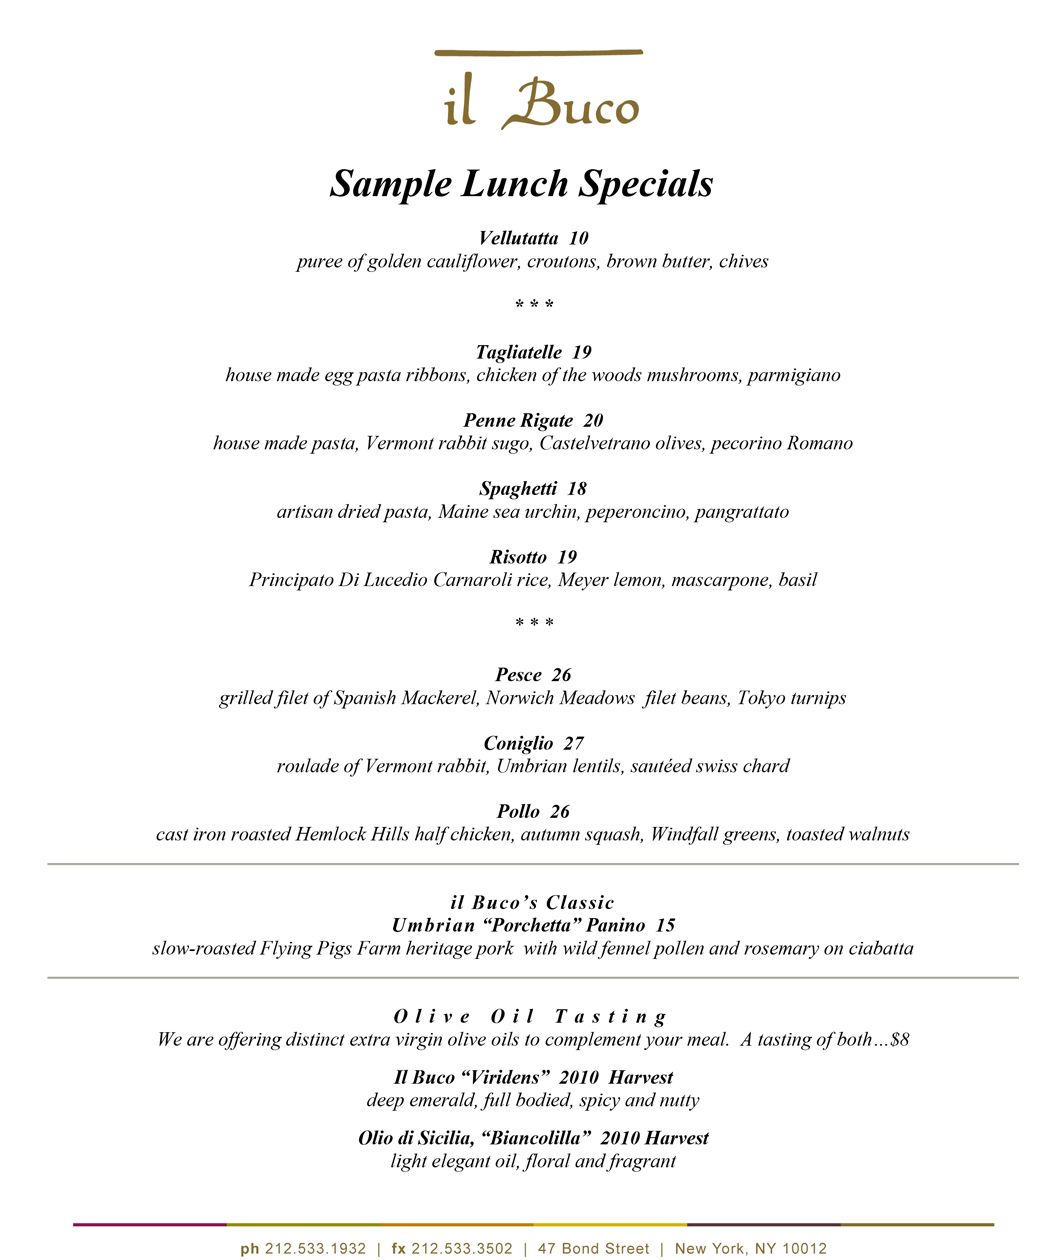 il Buco
Sample Lunch Specials
Vellutatta 10
puree of golden cauliflower, croutons, brown butter, chives
* * *
Tagliatelle 19
house made egg pasta ribbons, chicken of the woods mushrooms, parmigiano
Penne Rigate 20
house made pasta, Vermont rabbit sugo, Castelvetrano olives, pecorino Romano
Spaghetti 18
artisan dried pasta, Maine sea urchin, peperoncino, pangrattato
Risotto 19
Principato Di Lucedio Carnaroli rice, Meyer lemon, mascarpone, basil
* * *
Pesce 26
grilled filet of Spanish Mackerel, Norwich Meadows filet beans, Tokyo turnips
Coniglio 27
roulade of Vermont rabbit, Umbrian lentils, sautéed swiss chard
Pollo 26
cast iron roasted Hemlock Hills half chicken, autumn squash, Windfall greens, toasted walnuts
il Buco’s Classic
Umbrian “Porchetta” Panino 15
slow-roasted Flying Pigs Farm heritage pork with wild fennel pollen and rosemary on ciabatta
Olive Oil Tasting
We are offering distinct extra virgin olive oils to complement your meal. A tasting of both…$8
Il Buco “Viridens” 2010 Harvest
deep emerald, full bodied, spicy and nutty
Olio di Sicilia, “Biancolilla” 2010 Harvest
light elegant oil, floral and fragrant
ph 212.533.1932 | fx 212.533.3502 | 47 Bond Street | New York, NY 10012